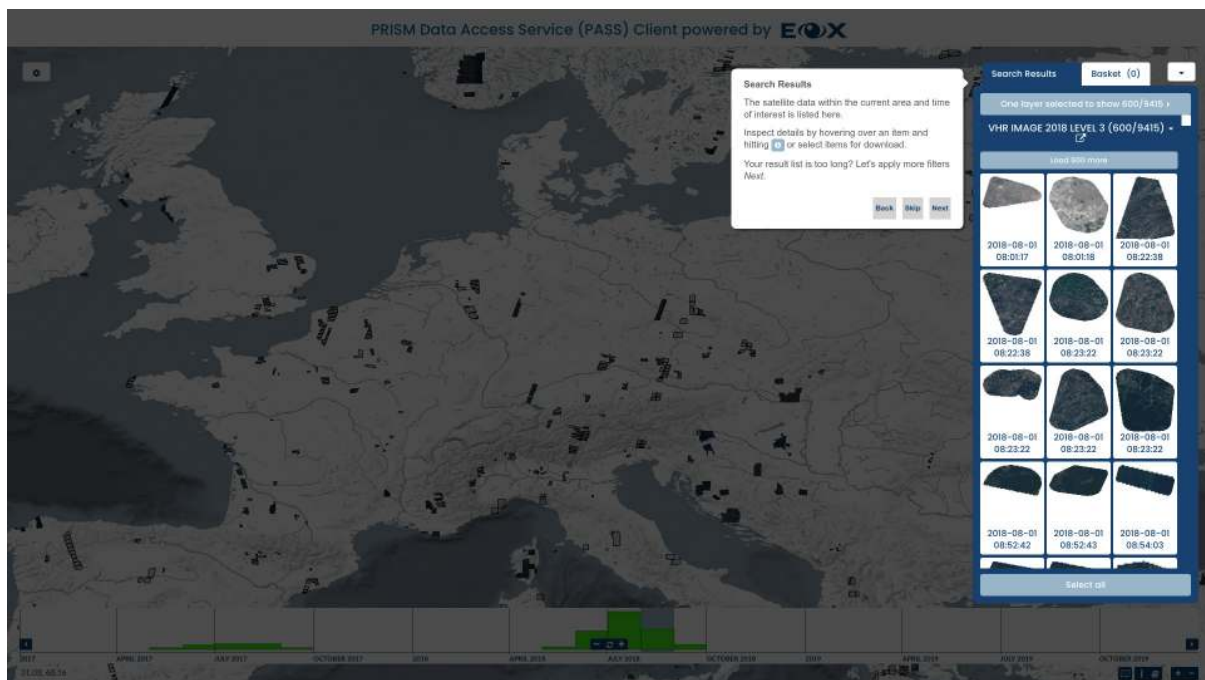 PRISM Data Access Service (PASS) Client powered by EOX
Search Results
The satellite data within the current area and time
of interest is listed here.
Inspect details by hovering over an item and
hitting or select items for download.
Your result list is too long? Let's apply more filters
Next.
Back Skip Next
Search Results Basket (0)
One layer selected to show 600/9415
VHR IMAGE 2018 LEVEL 3 (600/9415)
Load 600 more
2018-08-01 2018-08-01 2018-08-01
08:01:17 08:01:18 08:22:38
2018-08-01 2018-08-01 2018-08-01
08:22:38 08:23:22 08:23:22
2018-08-01 2018-08-01 2018-08-01
08:23:22 08:23:22 08:23:22
2018-08-01 2018-08-01 2018-08-01
08:52:42 08:52:43 08:54:03
Select all
2017 APRIL 2017 JULY 2017 OCTOBER 2017 2018 APRIL 2018 JULY 2018 OCTOBER 2018 2019 APRIL 2019 JULY 2019 OCTOBER 2019